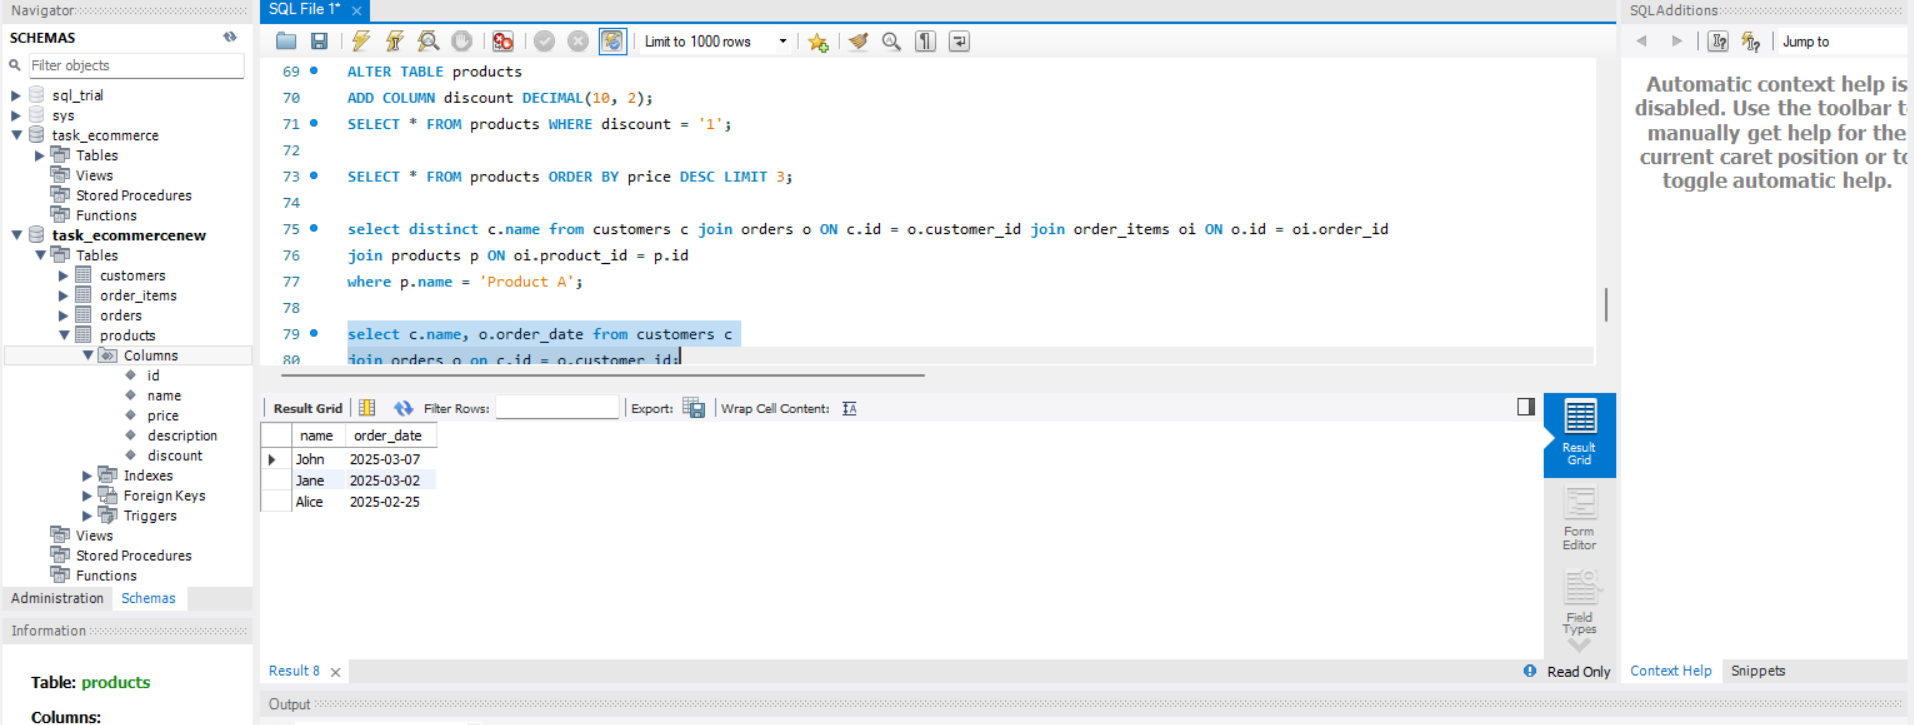 Navigator
SCHEMAS
Filter objects
sql_trial
sys
task_ecommerce
Tables
Views
Stored Procedures
Functions
task_ecommercenew
Tables
customers
order_items
orders
products
Columns
id
name
price
description
discount
Indexes
Foreign Keys
Triggers
Views
Stored Procedures
Functions
Administration Schemas
Information
Table: products
Columns:
SQL File 1*
Limit to 1000 rows
69 ALTER TABLE products
70 ADD COLUMN discount DECIMAL(10, 2);
71 SELECT * FROM products WHERE discount = '1';
72
73 SELECT * FROM products ORDER BY price DESC LIMIT 3;
74
75 select distinct c.name from customers c join orders o ON c.id = o.customer_id join order_items oi ON o.id = oi.order_id
76 join products p ON oi.product_id = p.id
77 where p.name = 'Product A';
78
79 select c.name, o.order_date from customers c
80 join orders o on c.id = o.customer_id;
Result Grid Filter Rows: Export: Wrap Cell Content:
name order_date
John 2025-03-07
Jane 2025-03-02
Alice 2025-02-25
Result
Grid
Form
Editor
Field
Types
Result 8
Read Only
Output
SQLAdditions
Jump to
Automatic context help is
disabled. Use the toolbar t
manually get help for the
current caret position or to
toggle automatic help.
Context Help Snippets